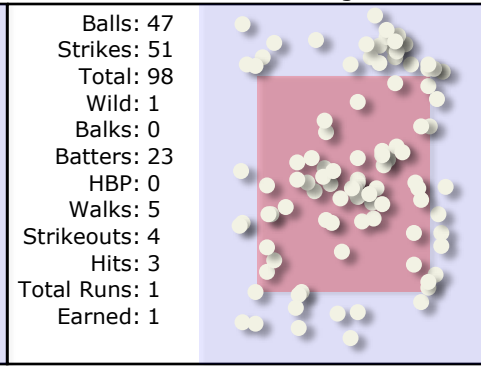 Balls: 47
Strikes: 51
Total: 98
Wild: 1
Balks: 0
Batters: 23
HBP: 0
Walks: 5
Strikeouts: 4
Hits: 3
Total Runs: 1
Earned: 1